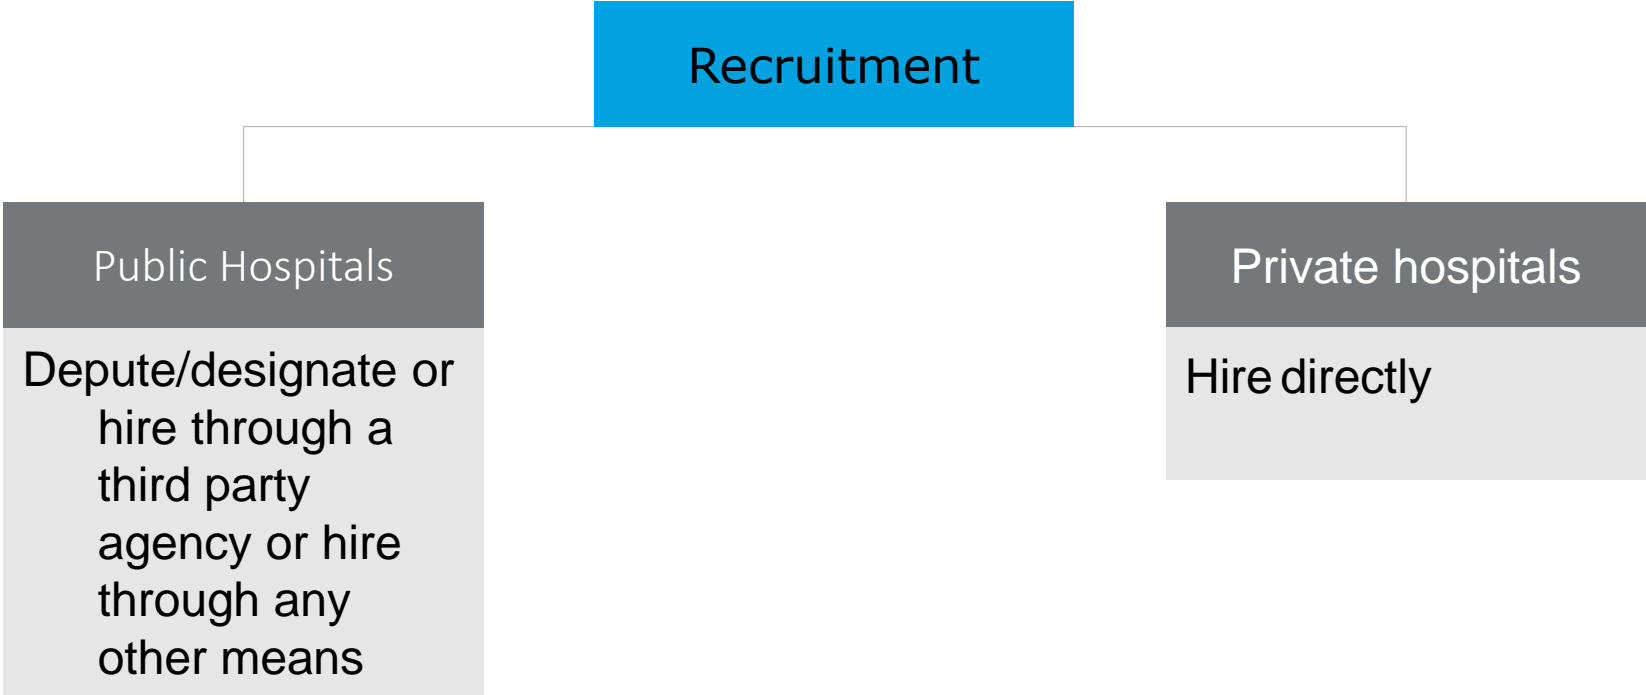 Recruitment
Public Hospitals
Depute/designate or
hire through a
third party
agency or hire
through any
other means
Private hospitals
Hire directly